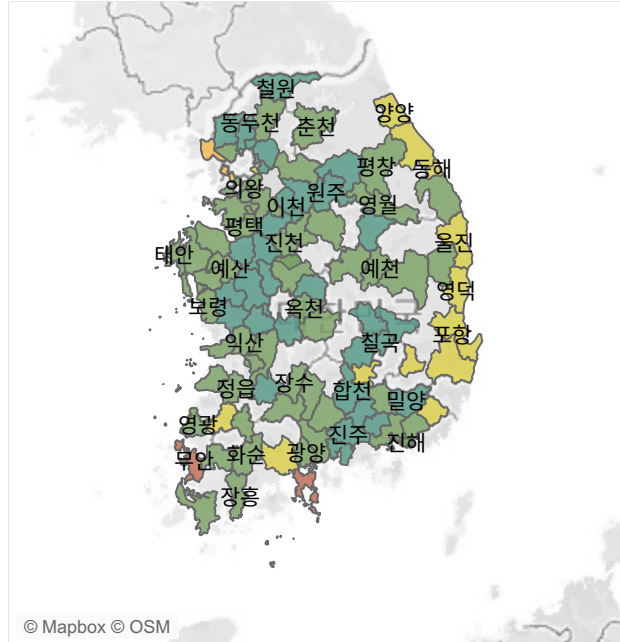 철원
동두천
춘천
양양
평창
동해
의왕
이천
원주
영월
평택
진천
울진
태안
예산
예천
영덕
보령
옥천
포항
익산
칠곡
정읍
장수
합천
밀양
영광
진주
진해
무안
화순
광양
장흥
© Mapbox © OSM